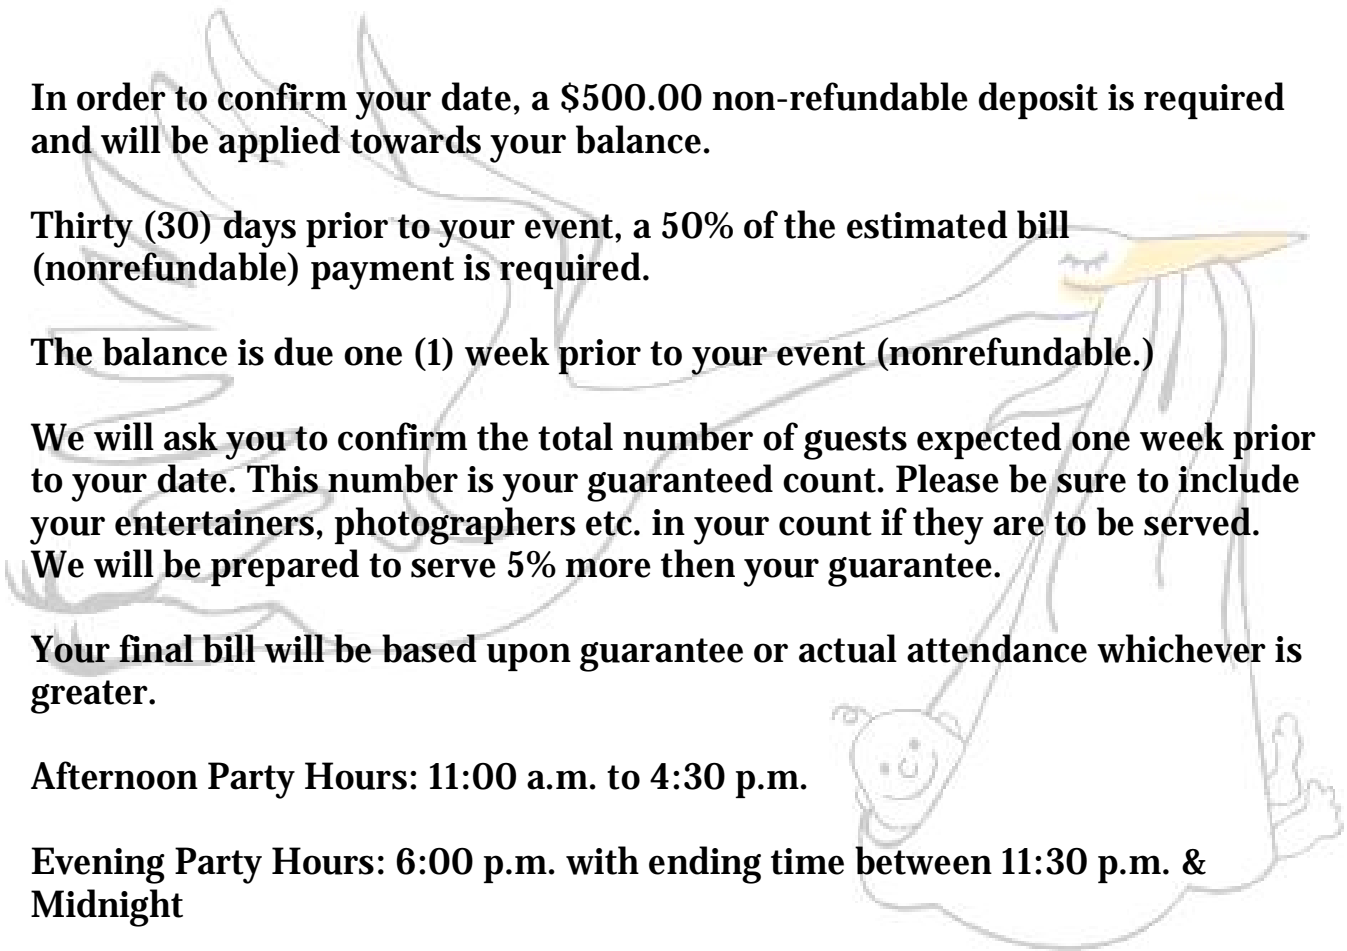 In order to confirm your date, a $500.00 non-refundable deposit is required
and will be applied towards your balance.
Thirty (30) days prior to your event, a 50% of the estimated bill
(nonrefundable) payment is required.
The balance is due one (1) week prior to your event (nonrefundable.)
We will ask you to confirm the total number of guests expected one week prior
to your date. This number is your guaranteed count. Please be sure to include
your entertainers, photographers etc. in your count if they are to be served.
We will be prepared to serve 5% more then your guarantee.
Your final bill will be based upon guarantee or actual attendance whichever is
greater.
Afternoon Party Hours: 11:00 a.m. to 4:30 p.m.
Evening Party Hours: 6:00 p.m. with ending time between 11:30 p.m. &
Midnight